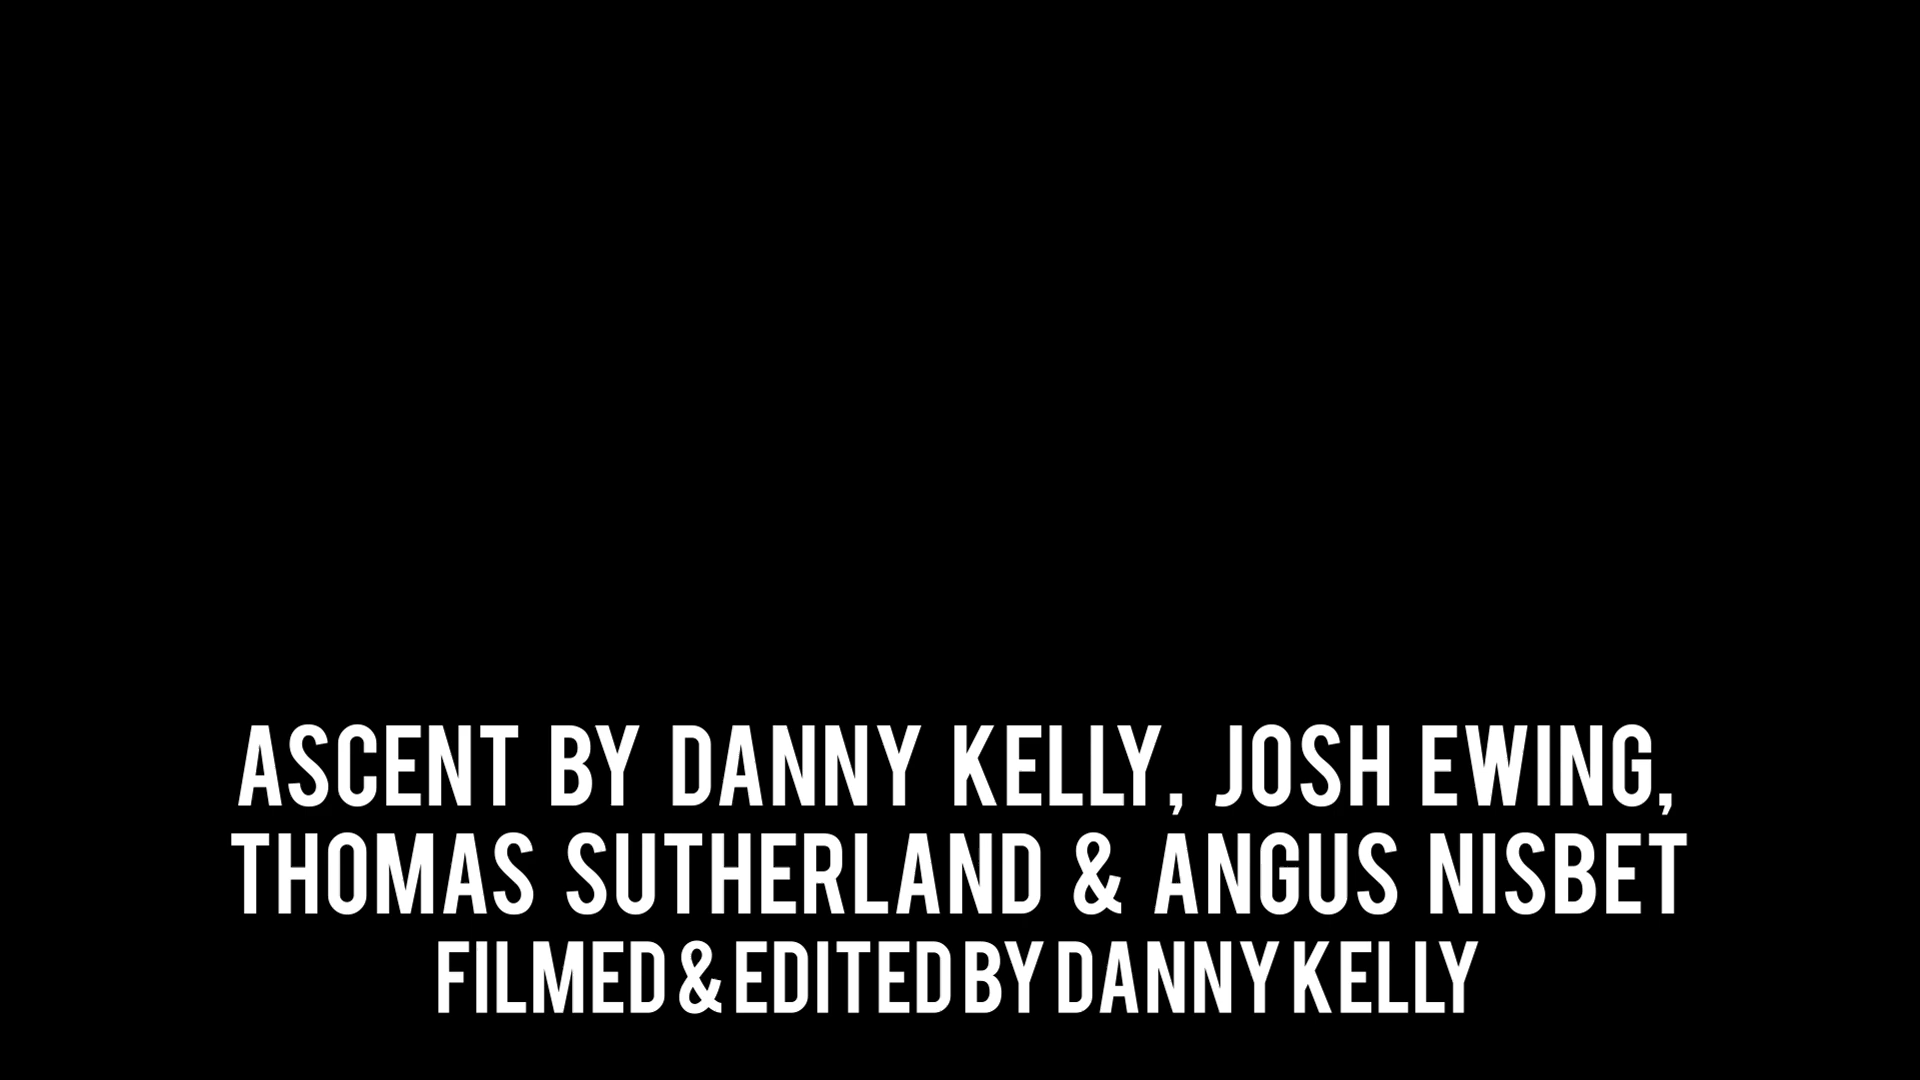 ASCENT BY DANNY KELLY, JOSH EWING,
THOMAS SUTHERLAND & ANGUS NISBET
FILMED & EDITED BY DANNY KELLY